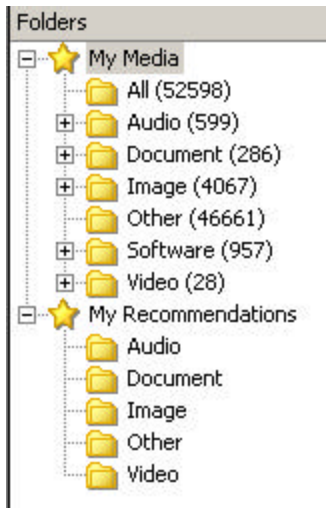 Folders
My Media
All (52598)
Audio (599)
Document (286)
Image (4067)
Other (46661)
Software (957)
Video (28)
My Recommendations
Audio
Document
Image
Other
Video